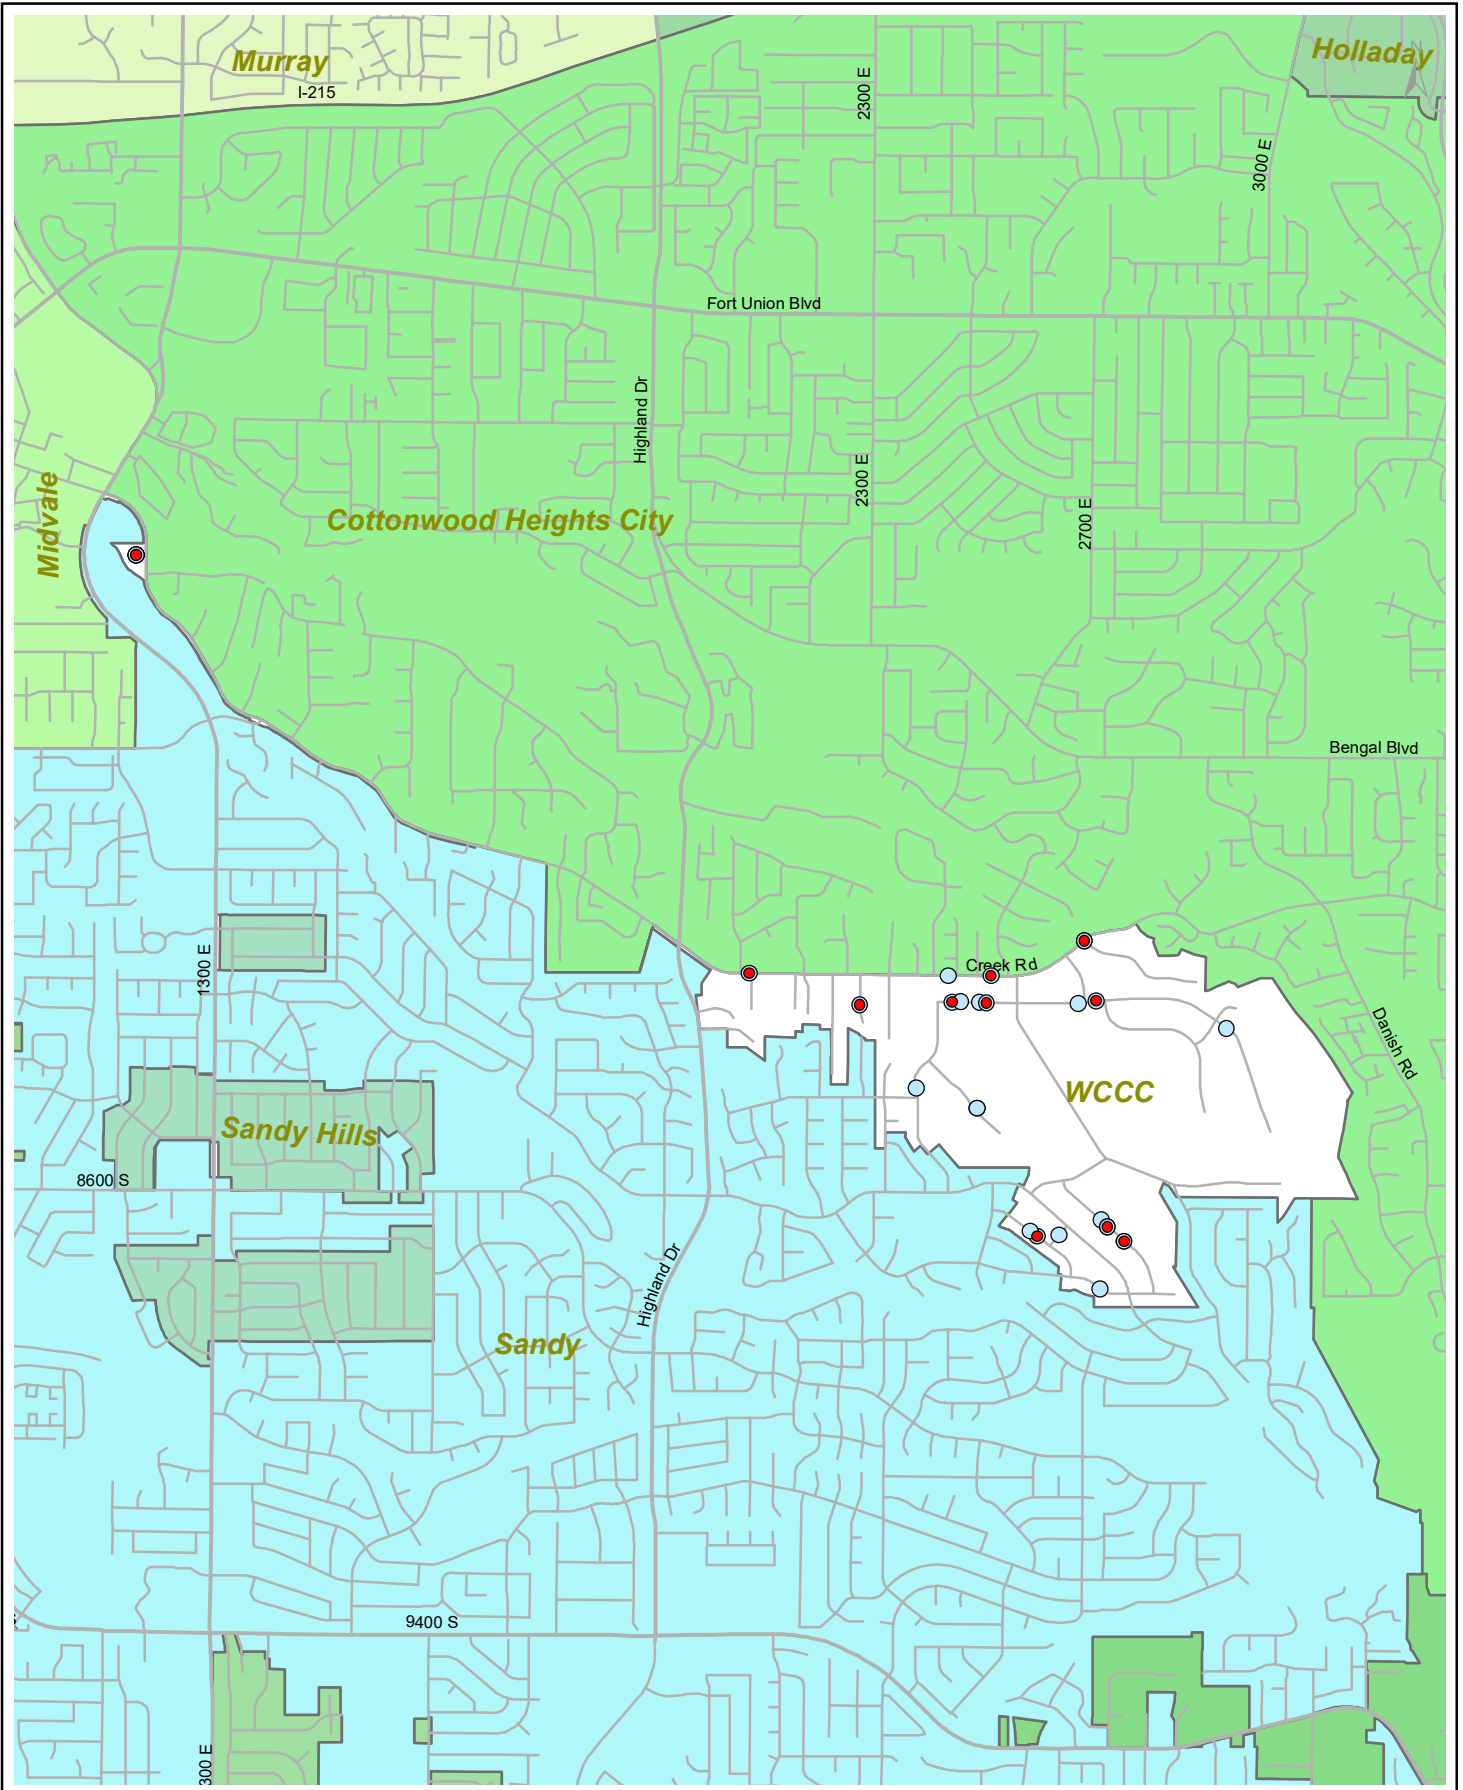 Murray
Holladay
I-215
2300 E
3000 E
Fort Union Blvd
Highland Dr
2300 E
Midvale
Cottonwood Heights City
2700 E
Bengal Blvd
1300 E
Creek Rd
Danish Rd
WCCC
Sandy Hills
8600 S
Highland Dr
Sandy
9400 S
300 E